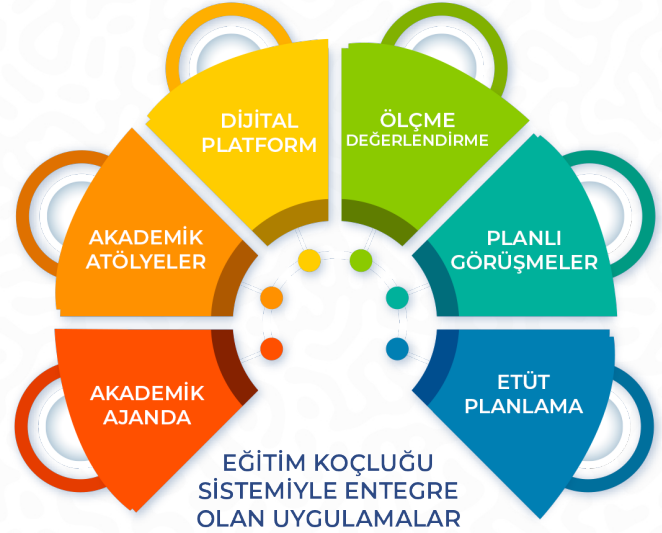 DİJİTAL
PLATFORM
ÖLÇME
DEĞERLENDİRME
AKADEMİK
ATÖLYELER
PLANLI
GÖRÜŞMELER
AKADEMİK
AJANDA
ETÜT
PLANLAMA
EĞİTİM KOÇLUĞU
SİSTEMİYLE ENTEGRE
OLAN UYGULAMALAR